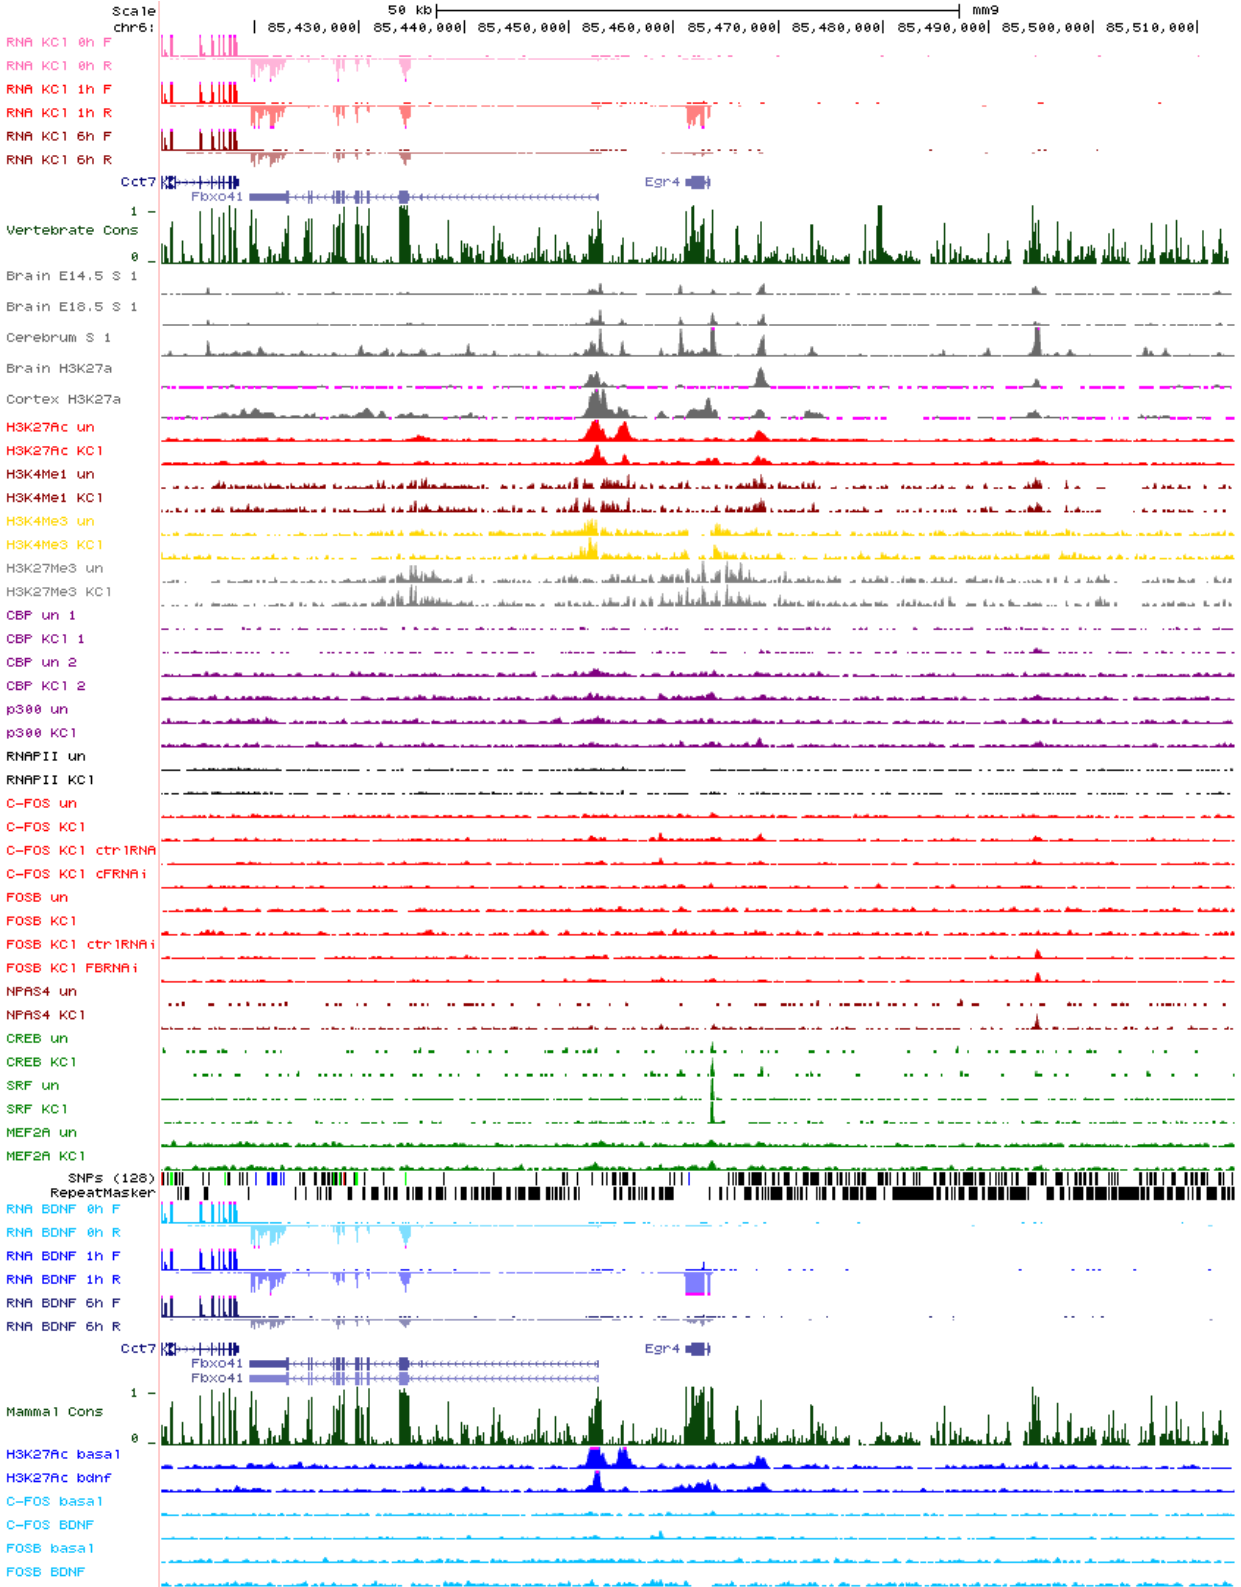 Scale 50 kb mm9
chr6: 85,430,000 85,440,000 85,450,000 85,460,000 85,470,000 85,480,000 85,490,000 85,500,000 85,510,000
RNA KCl 0h F
RNA KCl 0h R
RNA KCl 1h F
RNA KCl 1h R
RNA KCl 6h F
RNA KCl 6h R
Cct7 Egr4
Fbxo41
1
Vertebrate Cons
0
Brain E14.5 S 1
Brain E18.5 S 1
Cerebrum S 1
Brain H3K27a
Cortex H3K27a
H3K27Ac un
H3K27Ac KCl
H3K4Me1 un
H3K4Me1 KCl
H3K4Me3 un
H3K4Me3 KCl
H3K27Me3 un
H3K27Me3 KCl
CBP un 1
CBP KCl 1
CBP un 2
CBP KCl 2
p300 un
p300 KCl
RNAPII un
RNAPII KCl
C-FOS un
C-FOS KCl
C-FOS KCl ctrlRNA
C-FOS KCl cFRNAi
FOSB un
FOSB KCl
FOSB KCl ctrlRNAi
FOSB KCl FBRNAi
NPAS4 un
NPAS4 KCl
CREB un
CREB KCl
SRF un
SRF KCl
MEF2A un
MEF2A KCl
SNPs (128)
RepeatMasker
RNA BDNF 0h F
RNA BDNF 0h R
RNA BDNF 1h F
RNA BDNF 1h R
RNA BDNF 6h F
RNA BDNF 6h R
Cct7 Egr4
Fbxo41
Fbxo41
1
Mammal Cons
0
H3K27Ac basal
H3K27Ac bdnf
C-FOS basal
C-FOS BDNF
FOSB basal
FOSB BDNF